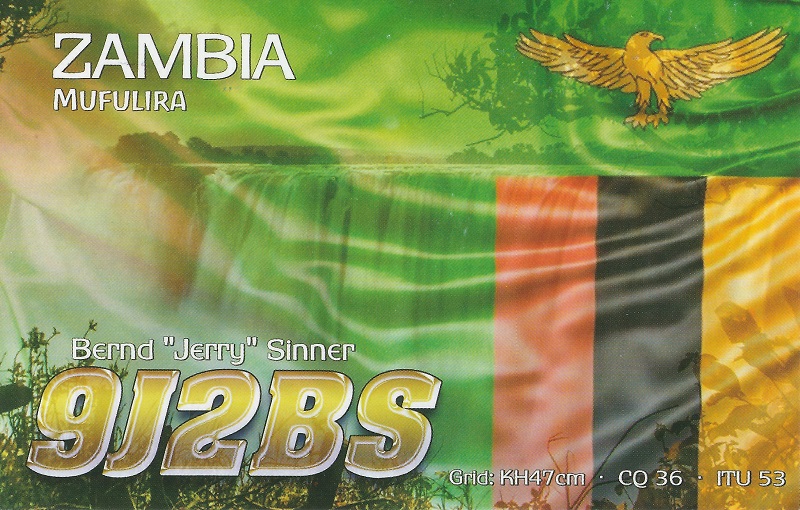 ZAMBIA
MUFULIRA
Bernd "Jerry" Sinner
9J2BS
Grid: KH47cm · CQ 36 · ITU 53